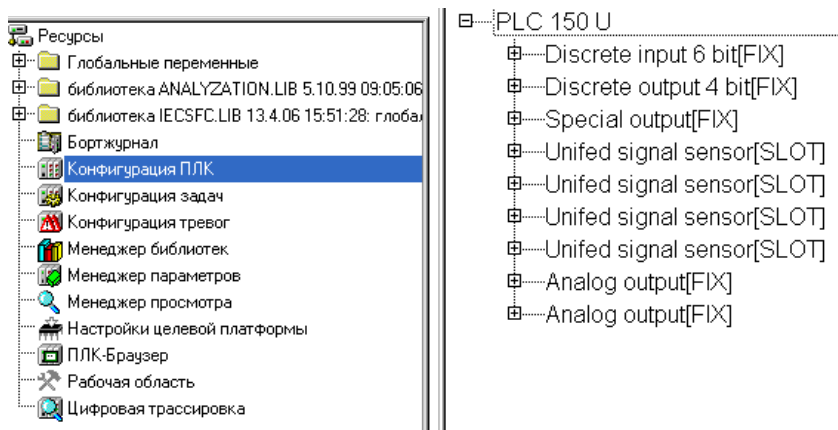 Ресурсы
Глобальные переменные
библиотека ANALYZATION.LIB 5.10.99 09:05:06
библиотека IECSFC.LIB 13.4.06 15:51:28: глоба
Бортжурнал
Конфигурация ПЛК
Конфигурация задач
Конфигурация тревог
Менеджер библиотек
Менеджер параметров
Менеджер просмотра
Настройки целевой платформы
ПЛК-Браузер
Рабочая область
Цифровая трассировка
PLC 150 U
Discrete input 6 bit[FIX]
Discrete output 4 bit[FIX]
Special output[FIX]
Unifed signal sensor[SLOT]
Unifed signal sensor[SLOT]
Unifed signal sensor[SLOT]
Unifed signal sensor[SLOT]
Analog output[FIX]
Analog output[FIX]